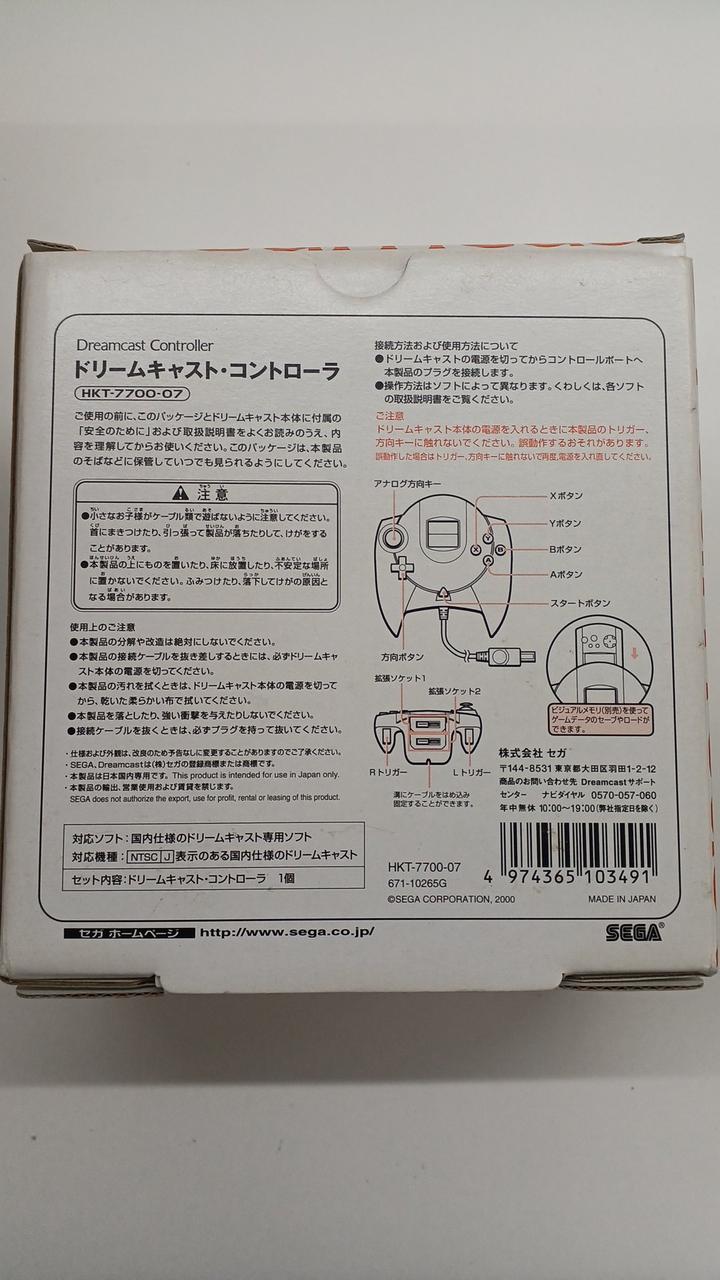 Dreamcast Controller
ドリームキャスト・コントローラ
HKT-7700-07
ご使用の前に、このパッケージとドリームキャスト本体に付属の
「安全のために」および取扱説明書をよくお読みのうえ、内
容を理解してからお使いください。このパッケージは、本製品
のそばなどに保管していつでも見られるようにしてください。
注意
●小さなお子様がケーブル類で遊ばないように注意してください。
首にまきつけたり、引っ張って製品が落ちたりして、けがをする
ことがあります。
●本製品の上にものを置いたり、床に放置したり、不安定な場所
に置かないでください。ふみつけたり、落下してけがの原因と
なる場合があります。
使用上のご注意
●本製品の分解や改造は絶対にしないでください。
●本製品の接続ケーブルを抜き差しするときには、必ずドリームキャ
スト本体の電源を切ってください。
●本製品の汚れを拭くときは、ドリームキャスト本体の電源を切って
から、乾いた柔らかい布で拭いてください。
●本製品を落としたり、強い衝撃を与えたりしないでください。
●接続ケーブルを抜くときは、必ずプラグを持って抜いてください。
・仕様および外観は、改良のため予告なしに変更することがありますのでご了承ください。
・SEGA、Dreamcastは(株)セガの登録商標または商標です。
・本製品は日本国内専用です。This product is intended for use in Japan only.
・本製品の輸出、営業使用および賃貸を禁じます。
SEGA does not authorize the export, use for profit, rental or leasing of this product.
対応ソフト:国内仕様のドリームキャスト専用ソフト
対応機種:NTSC J 表示のある国内仕様のドリームキャスト
セット内容:ドリームキャスト・コントローラ 1個
接続方法および使用方法について
●ドリームキャストの電源を切ってからコントロールポートへ
本製品のプラグを接続します。
●操作方法はソフトによって異なります。くわしくは、各ソフト
の取扱説明書をご覧ください。
ご注意
ドリームキャスト本体の電源を入れるときに本製品のトリガー、
方向キーに触れないでください。誤動作するおそれがあります。
誤動作した場合はトリガー、方向キーに触れないで再度、電源を入れ直してください。
アナログ方向キー
Xボタン
Yボタン
Bボタン
Aボタン
スタートボタン
X
Y
B
A
方向ボタン
拡張ソケット1
拡張ソケット2
Rトリガー
Lトリガー
溝にケーブルをはめ込み
固定することができます。
ビジュアルメモリ(別売)を使って
ゲームデータのセーブやロードが
できます。
株式会社 セガ
〒144-8531 東京都大田区羽田1-2-12
商品のお問い合わせ先 Dreamcastサポート
センター ナビダイヤル 0570-057-060
年中無休 10:00〜19:00(弊社指定日を除く)
HKT-7700-07
671-10265G
4 974365 103491
©SEGA CORPORATION, 2000
MADE IN JAPAN
セガ ホームページ http://www.sega.co.jp/
SEGA®